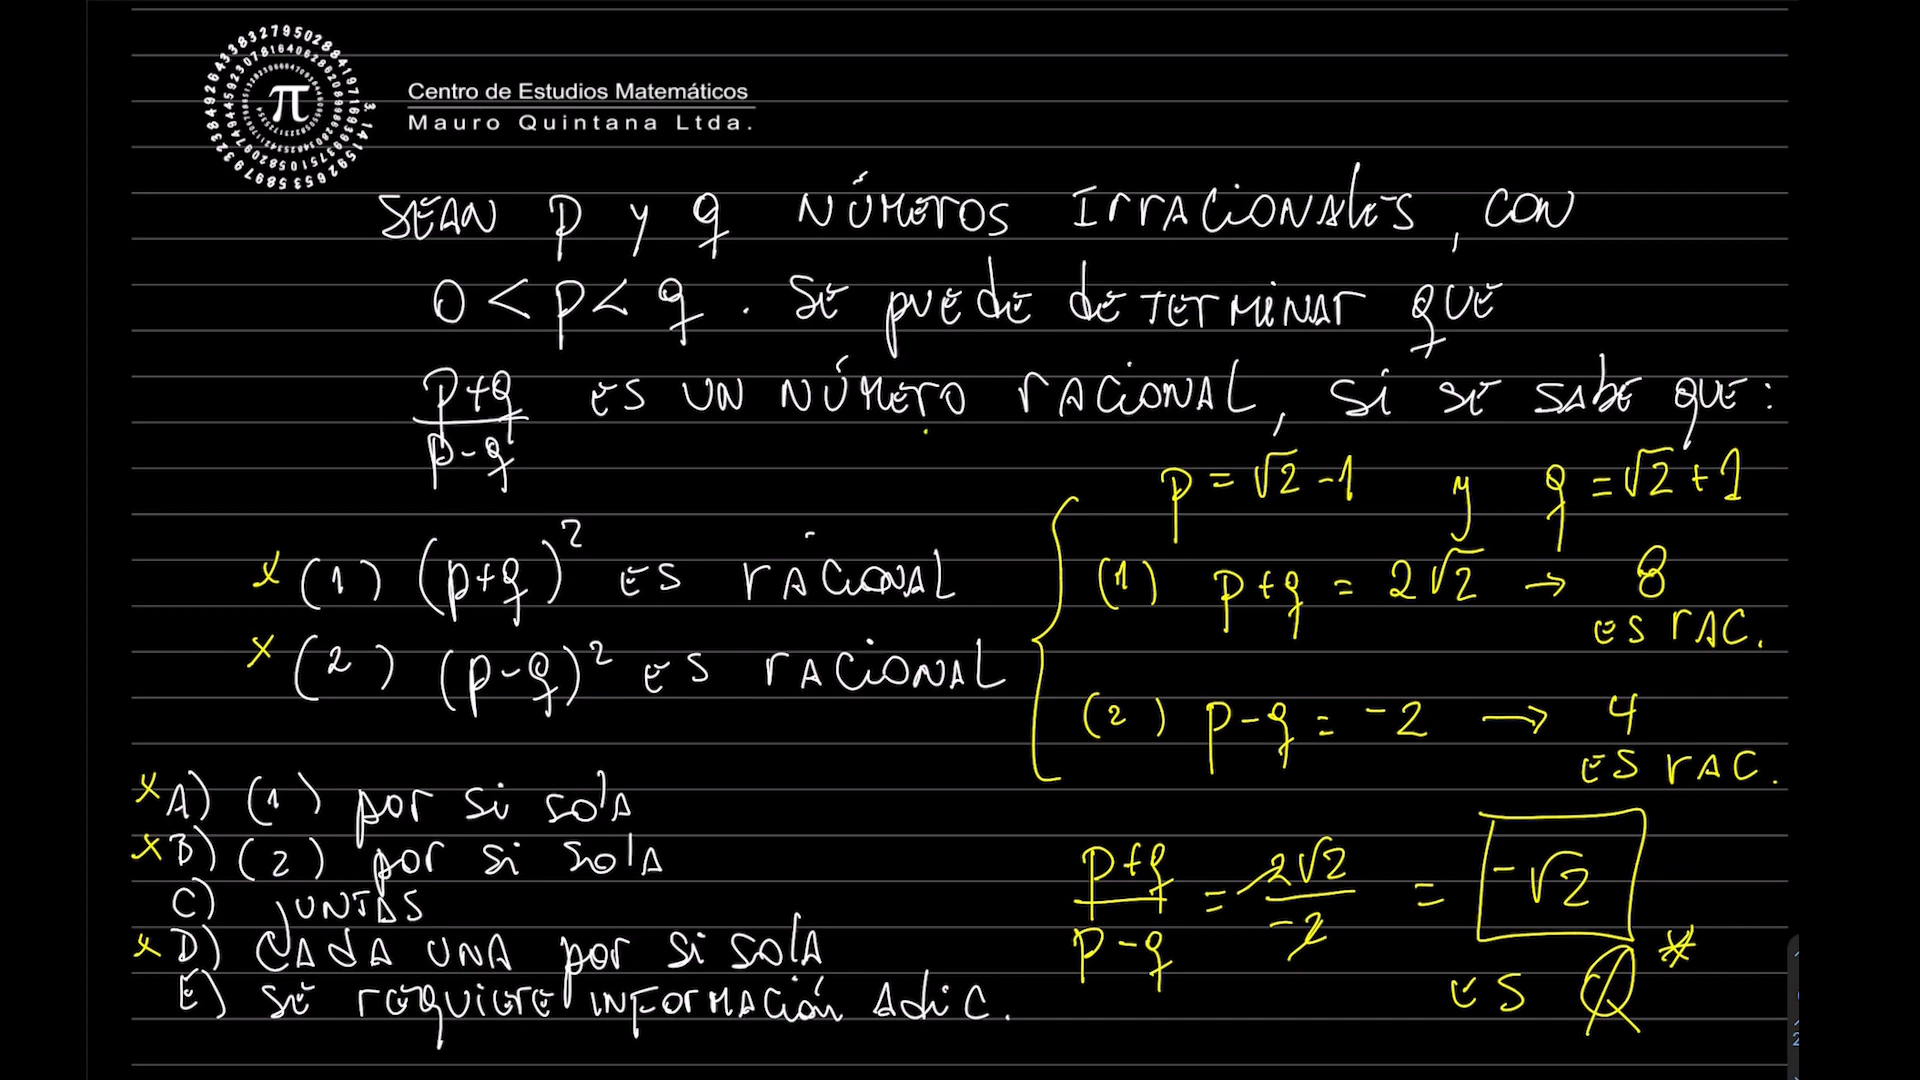 π
Centro de Estudios Matemáticos
Mauro Quintana Ltda.
SEAN p y q NÚMEROS IrrACiONALES, CON
0 < p < q. SE puede deTERMiNAr QUE
p+q / p-q ES UN NÚMERO rACiONAL, Si SE SABE QUE:
x (1) (p+q)² ES rACiONAL
x (2) (p-q)² ES rACiONAL
x A) (1) por si sola
x B) (2) por si sola
C) JUNTAS
x D) CADA UNA por si sola
E) SE rEQUIErE INFORMACIÓN Adic.
p = √2 -1 y q = √2 + 1
(1) p+q = 2√2 → 8
ES rAC.
(2) p-q = -2 → 4
ES rAC.
p+q / p-q = 2√2 / -2 = -√2
ES Q *